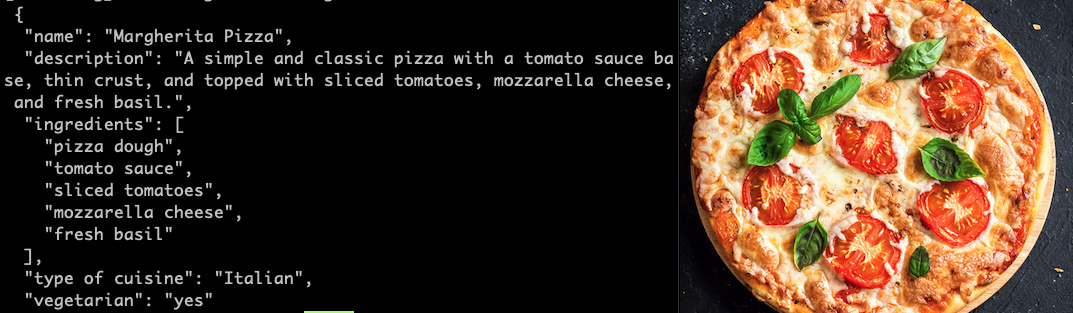 {
"name": "Margherita Pizza",
"description": "A simple and classic pizza with a tomato sauce ba
se, thin crust, and topped with sliced tomatoes, mozzarella cheese,
and fresh basil.",
"ingredients": [
"pizza dough",
"tomato sauce",
"sliced tomatoes",
"mozzarella cheese",
"fresh basil"
],
"type of cuisine": "Italian",
"vegetarian": "yes"